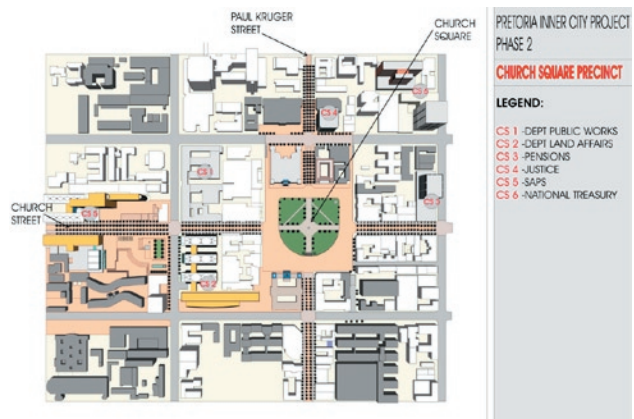 PAUL KRUGER
STREET
CHURCH
SQUARE
CHURCH
STREET
CS 4
CS 5
CS 2
PRETORIA INNER CITY PROJECT
PHASE 2
CHURCH SQUARE PRECINCT
LEGEND:
CS 1 -DEPT PUBLIC WORKS
CS 2 -DEPT LAND AFFAIRS
CS 3 -PENSIONS
CS 4 -JUSTICE
CS 5 -SAPS
CS 6 -NATIONAL TREASURY